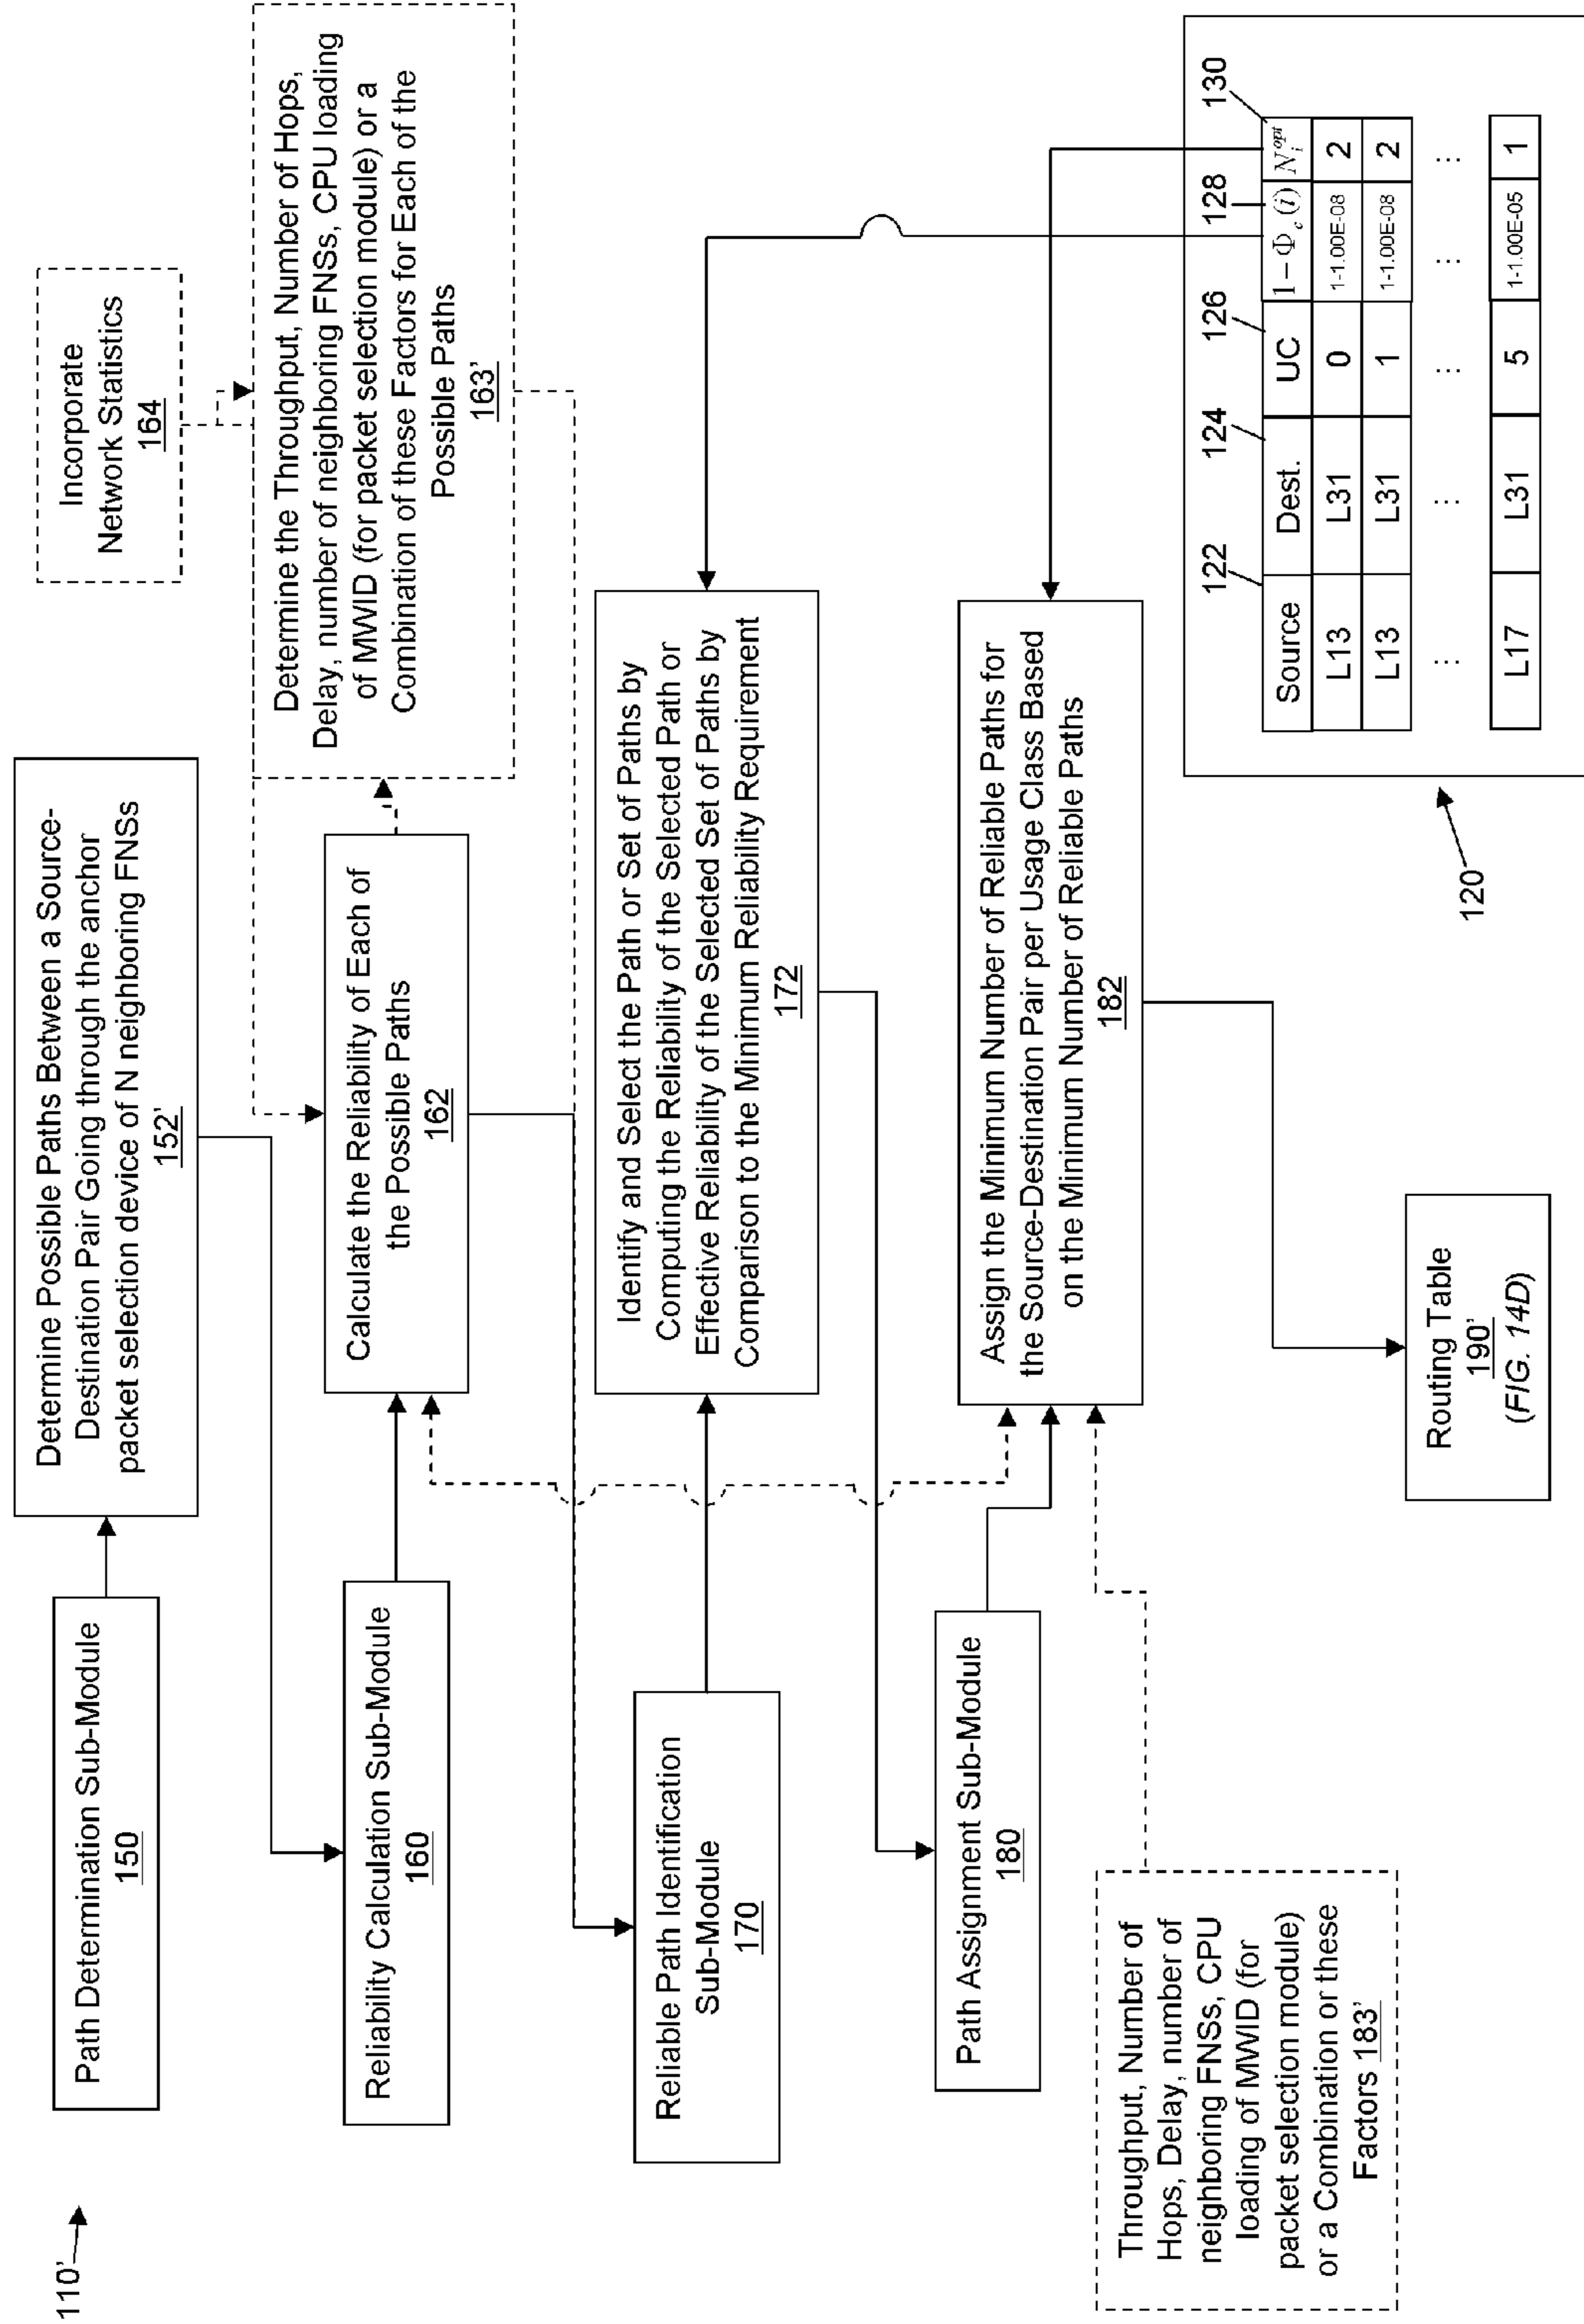 110'
Path Determination Sub-Module
150
Determine Possible Paths Between a Source-
Destination Pair Going through the anchor
packet selection device of N neighboring FNSs
152'
Incorporate
Network Statistics
164
Reliability Calculation Sub-Module
160
Calculate the Reliability of Each of
the Possible Paths
162
Determine the Throughput, Number of Hops,
Delay, number of neighboring FNSs, CPU loading
of MWID (for packet selection module) or a
Combination of these Factors for Each of the
Possible Paths
163'
Reliable Path Identification
Sub-Module
170
Identify and Select the Path or Set of Paths by
Computing the Reliability of the Selected Path or
Effective Reliability of the Selected Set of Paths by
Comparison to the Minimum Reliability Requirement
172
Path Assignment Sub-Module
180
Assign the Minimum Number of Reliable Paths for
the Source-Destination Pair per Usage Class Based
on the Minimum Number of Reliable Paths
182
Throughput, Number of
Hops, Delay, number of
neighboring FNSs, CPU
loading of MWID (for
packet selection module)
or a Combination or these
Factors 183'
Routing Table
190'
(FIG. 14D)
120
122 124 126 128 130
Source Dest. UC 1−Φc(i) Ni^opt
L13 L31 0 1-1.00E-08 2
L13 L31 1 1-1.00E-08 2
⋮ ⋮ ⋮ ⋮ ⋮
L17 L31 5 1-1.00E-05 1